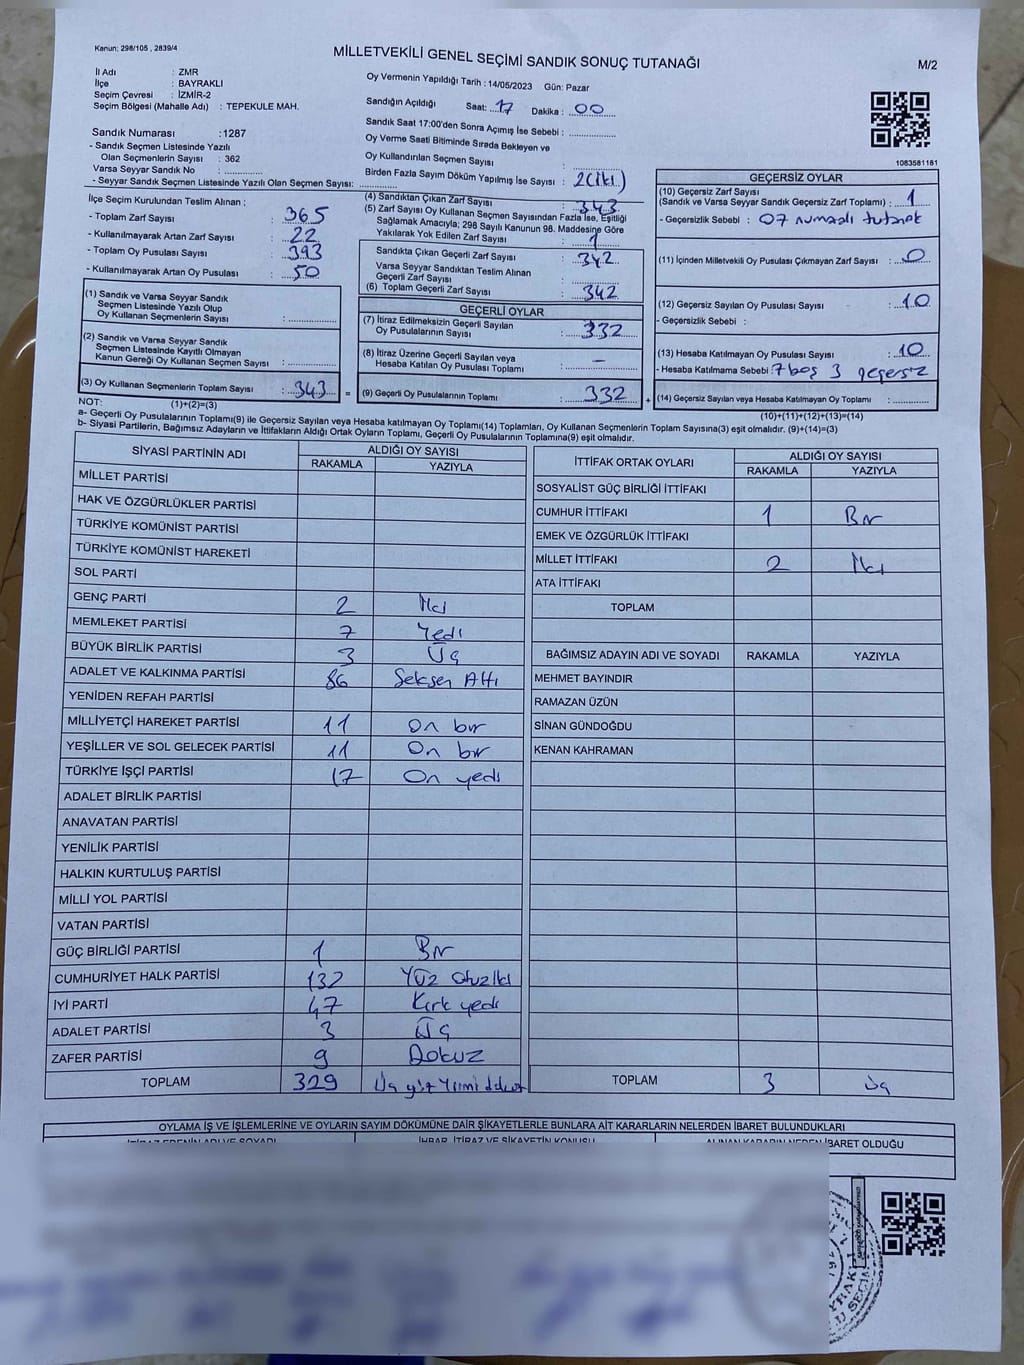 Kanun: 298/105 , 2839/4
MİLLETVEKİLİ GENEL SEÇİMİ SANDIK SONUÇ TUTANAĞI
M/2
İl Adı : ZMR
İlçe : BAYRAKLI
Seçim Çevresi : İZMİR-2
Seçim Bölgesi (Mahalle Adı) : TEPEKULE MAH.
Sandık Numarası :1287
- Sandık Seçmen Listesinde Yazılı
Olan Seçmenlerin Sayısı : 362
Varsa Seyyar Sandık No : ............
- Seyyar Sandık Seçmen Listesinde Yazılı Olan Seçmen Sayısı: ............
Oy Vermenin Yapıldığı Tarih : 14/05/2023 Gün: Pazar
Sandığın Açıldığı Saat: 17 Dakika : 00
Sandık Saat 17:00'den Sonra Açımış İse Sebebi : ............
Oy Verme Saati Bitiminde Sırada Bekleyen ve
Oy Kullandırılan Seçmen Sayısı : ............
Birden Fazla Sayım Döküm Yapılmış İse Sayısı : 2(iki)
1083581181
İlçe Seçim Kurulundan Teslim Alınan ;
- Toplam Zarf Sayısı : 365
- Kullanılmayarak Artan Zarf Sayısı : 22
- Toplam Oy Pusulası Sayısı : 393
- Kullanılmayarak Artan Oy Pusulası : 50
(4) Sandıktan Çıkan Zarf Sayısı : 343
(5) Zarf Sayısı Oy Kullanan Seçmen Sayısından Fazla İse, Eşitliği
Sağlamak Amacıyla; 298 Sayılı Kanunun 98. Maddesine Göre
Yakılarak Yok Edilen Zarf Sayısı : 1
Sandıkta Çıkan Geçerli Zarf Sayısı : 342
Varsa Seyyar Sandıktan Teslim Alınan
Geçerli Zarf Sayısı :
(6) Toplam Geçerli Zarf Sayısı : 342
GEÇERSİZ OYLAR
(10) Geçersiz Zarf Sayısı
(Sandık ve Varsa Seyyar Sandık Geçersiz Zarf Toplamı) : 1
- Geçersizlik Sebebi : 07 numaralı tutanak
(11) İçinden Milletvekili Oy Pusulası Çıkmayan Zarf Sayısı : 0
(12) Geçersiz Sayılan Oy Pusulası Sayısı : 10
- Geçersizlik Sebebi :
(13) Hesaba Katılmayan Oy Pusulası Sayısı : 10
- Hesaba Katılmama Sebebi : 7 boş 3 geçersiz
(14) Geçersiz Sayılan veya Hesaba Katılmayan Oy Toplamı : ............
(10)+(11)+(12)+(13)=(14)
(1) Sandık ve Varsa Seyyar Sandık
Seçmen Listesinde Yazılı Olup
Oy Kullanan Seçmenlerin Sayısı : ............
(2) Sandık ve Varsa Seyyar Sandık
Seçmen Listesinde Kayıtlı Olmayan
Kanun Gereği Oy Kullanan Seçmen Sayısı : ............
(3) Oy Kullanan Seçmenlerin Toplam Sayısı : 343 =
(1)+(2)=(3)
GEÇERLİ OYLAR
(7) İtiraz Edilmeksizin Geçerli Sayılan
Oy Pusulalarının Sayısı : 332
(8) İtiraz Üzerine Geçerli Sayılan veya
Hesaba Katılan Oy Pusulası Toplamı : —
(9) Geçerli Oy Pusulalarının Toplamı : 332 +
NOT:
a- Geçerli Oy Pusulalarının Toplamı(9) ile Geçersiz Sayılan veya Hesaba katılmayan Oy Toplamı(14) Toplamları, Oy Kullanan Seçmenlerin Toplam Sayısına(3) eşit olmalıdır. (9)+(14)=(3)
b- Siyasi Partilerin, Bağımsız Adayların ve İttifakların Aldığı Ortak Oyların Toplamı, Geçerli Oy Pusulalarının Toplamına(9) eşit olmalıdır.
SİYASİ PARTİNİN ADI ALDIĞI OY SAYISI
RAKAMLA YAZIYLA
MİLLET PARTİSİ
HAK VE ÖZGÜRLÜKLER PARTİSİ
TÜRKİYE KOMÜNİST PARTİSİ
TÜRKİYE KOMÜNİST HAREKETİ
SOL PARTİ
GENÇ PARTİ 2 İki
MEMLEKET PARTİSİ 7 Yedi
BÜYÜK BİRLİK PARTİSİ 3 Üç
ADALET VE KALKINMA PARTİSİ 86 Seksen Altı
YENİDEN REFAH PARTİSİ
MİLLİYETÇİ HAREKET PARTİSİ 11 On bir
YEŞİLLER VE SOL GELECEK PARTİSİ 11 On bir
TÜRKİYE İŞÇİ PARTİSİ 17 On yedi
ADALET BİRLİK PARTİSİ
ANAVATAN PARTİSİ
YENİLİK PARTİSİ
HALKIN KURTULUŞ PARTİSİ
MİLLİ YOL PARTİSİ
VATAN PARTİSİ
GÜÇ BİRLİĞİ PARTİSİ 1 Bir
CUMHURİYET HALK PARTİSİ 132 Yüz otuz İki
İYİ PARTİ 47 Kırk yedi
ADALET PARTİSİ 3 Üç
ZAFER PARTİSİ 9 Dokuz
TOPLAM 329 Üç yüz Yirmi dokuz
İTTİFAK ORTAK OYLARI ALDIĞI OY SAYISI
RAKAMLA YAZIYLA
SOSYALİST GÜÇ BİRLİĞİ İTTİFAKI
CUMHUR İTTİFAKI 1 Bir
EMEK VE ÖZGÜRLÜK İTTİFAKI
MİLLET İTTİFAKI 2 İki
ATA İTTİFAKI
TOPLAM
BAĞIMSIZ ADAYIN ADI VE SOYADI RAKAMLA YAZIYLA
MEHMET BAYINDIR
RAMAZAN ÜZÜN
SİNAN GÜNDOĞDU
KENAN KAHRAMAN
TOPLAM 3 Üç
OYLAMA İŞ VE İŞLEMLERİNE VE OYLARIN SAYIM DÖKÜMÜNE DAİR ŞİKAYETLERLE BUNLARA AİT KARARLARIN NELERDEN İBARET BULUNDUKLARI
İTİRAZ EDENİN ADI VE SOYADI İHBAR, İTİRAZ VE ŞİKAYETİN KONUSU ALINAN KARARIN NEDEN İBARET OLDUĞU